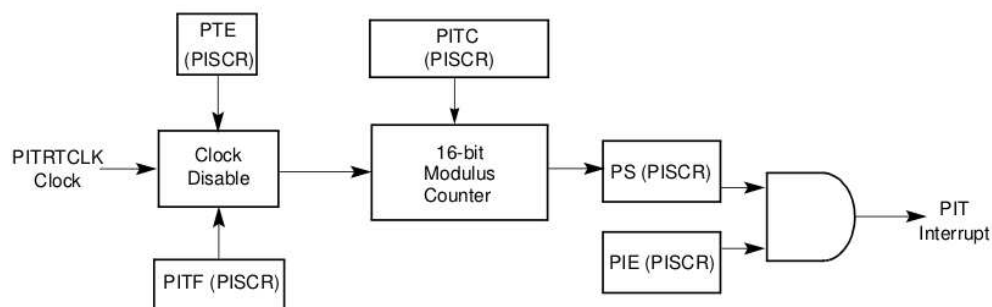 PTE
(PISCR)
PITC
(PISCR)
PITRTCLK
Clock
Clock
Disable
16-bit
Modulus
Counter
PS (PISCR)
PIT
Interrupt
PIE (PISCR)
PITF (PISCR)